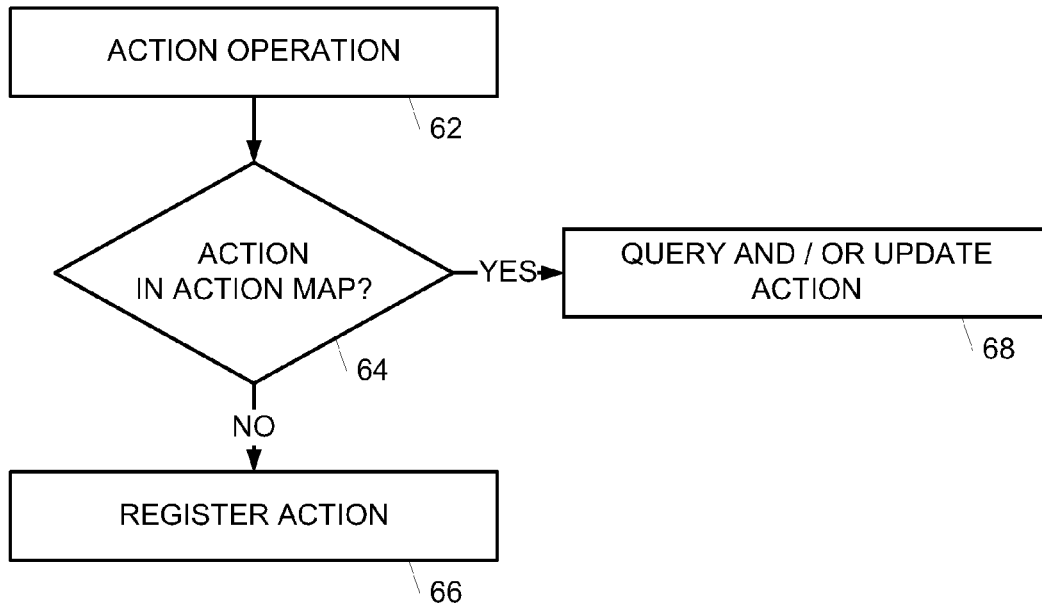 ACTION OPERATION
62
ACTION
IN ACTION MAP?
64
YES
QUERY AND / OR UPDATE
ACTION
68
NO
REGISTER ACTION
66